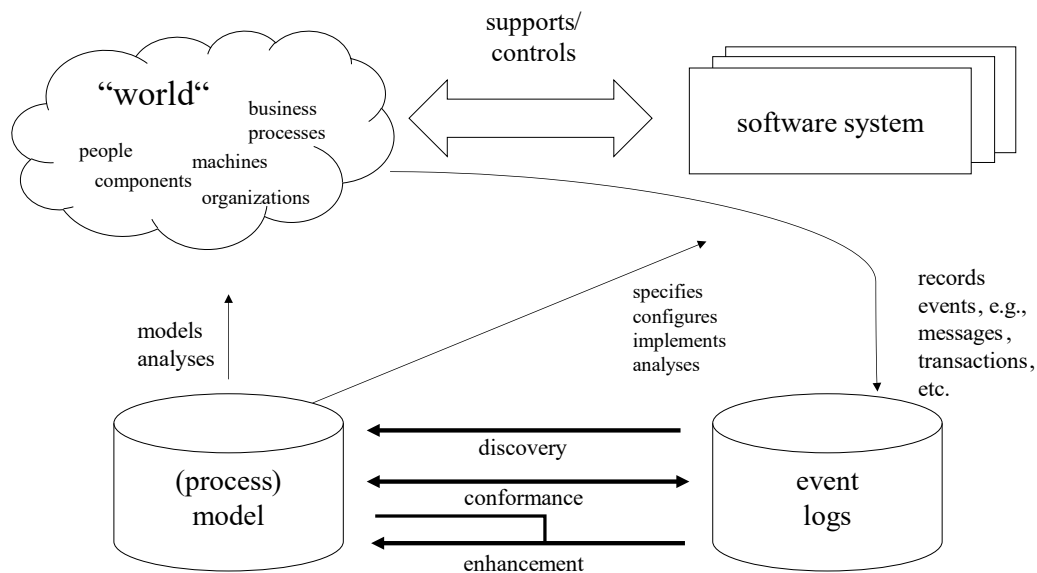 supports/
controls
“world“
business
processes
people
machines
components
organizations
software system
models
analyses
specifies
configures
implements
analyses
records
events, e.g.,
messages,
transactions,
etc.
(process)
model
discovery
conformance
enhancement
event
logs